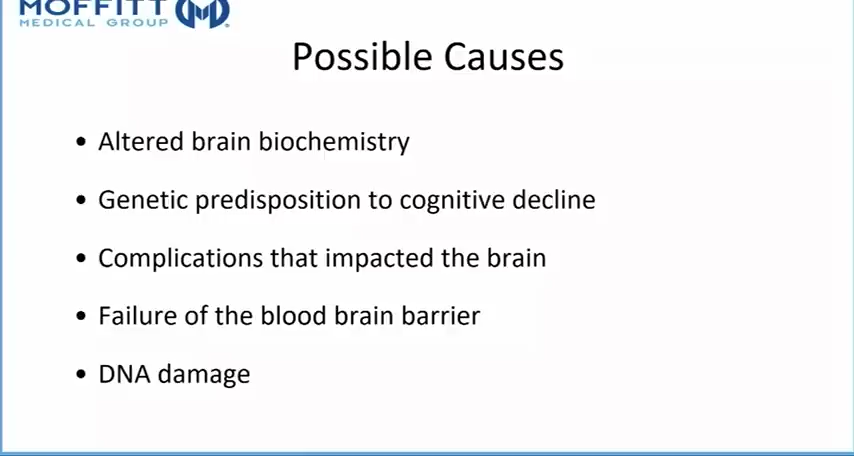 MOFFITT
MEDICAL GROUP
Possible Causes
• Altered brain biochemistry
• Genetic predisposition to cognitive decline
• Complications that impacted the brain
• Failure of the blood brain barrier
• DNA damage